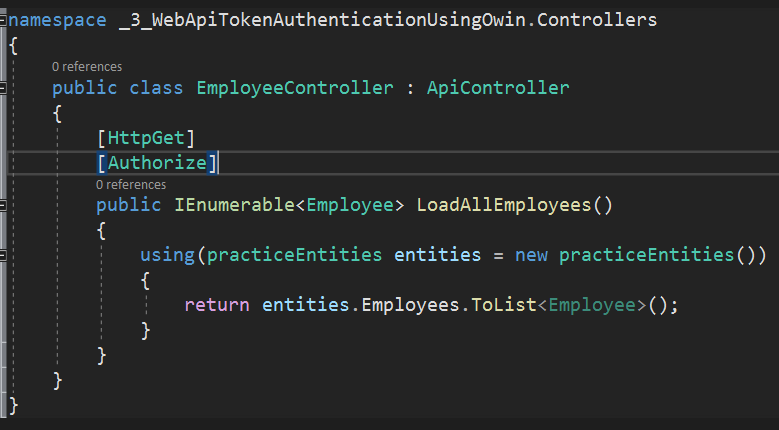 namespace _3_WebApiTokenAuthenticationUsingOwin.Controllers
{
0 references
public class EmployeeController : ApiController
{
[HttpGet]
[Authorize]
0 references
public IEnumerable<Employee> LoadAllEmployees()
{
using(practiceEntities entities = new practiceEntities())
{
return entities.Employees.ToList<Employee>();
}
}
}
}